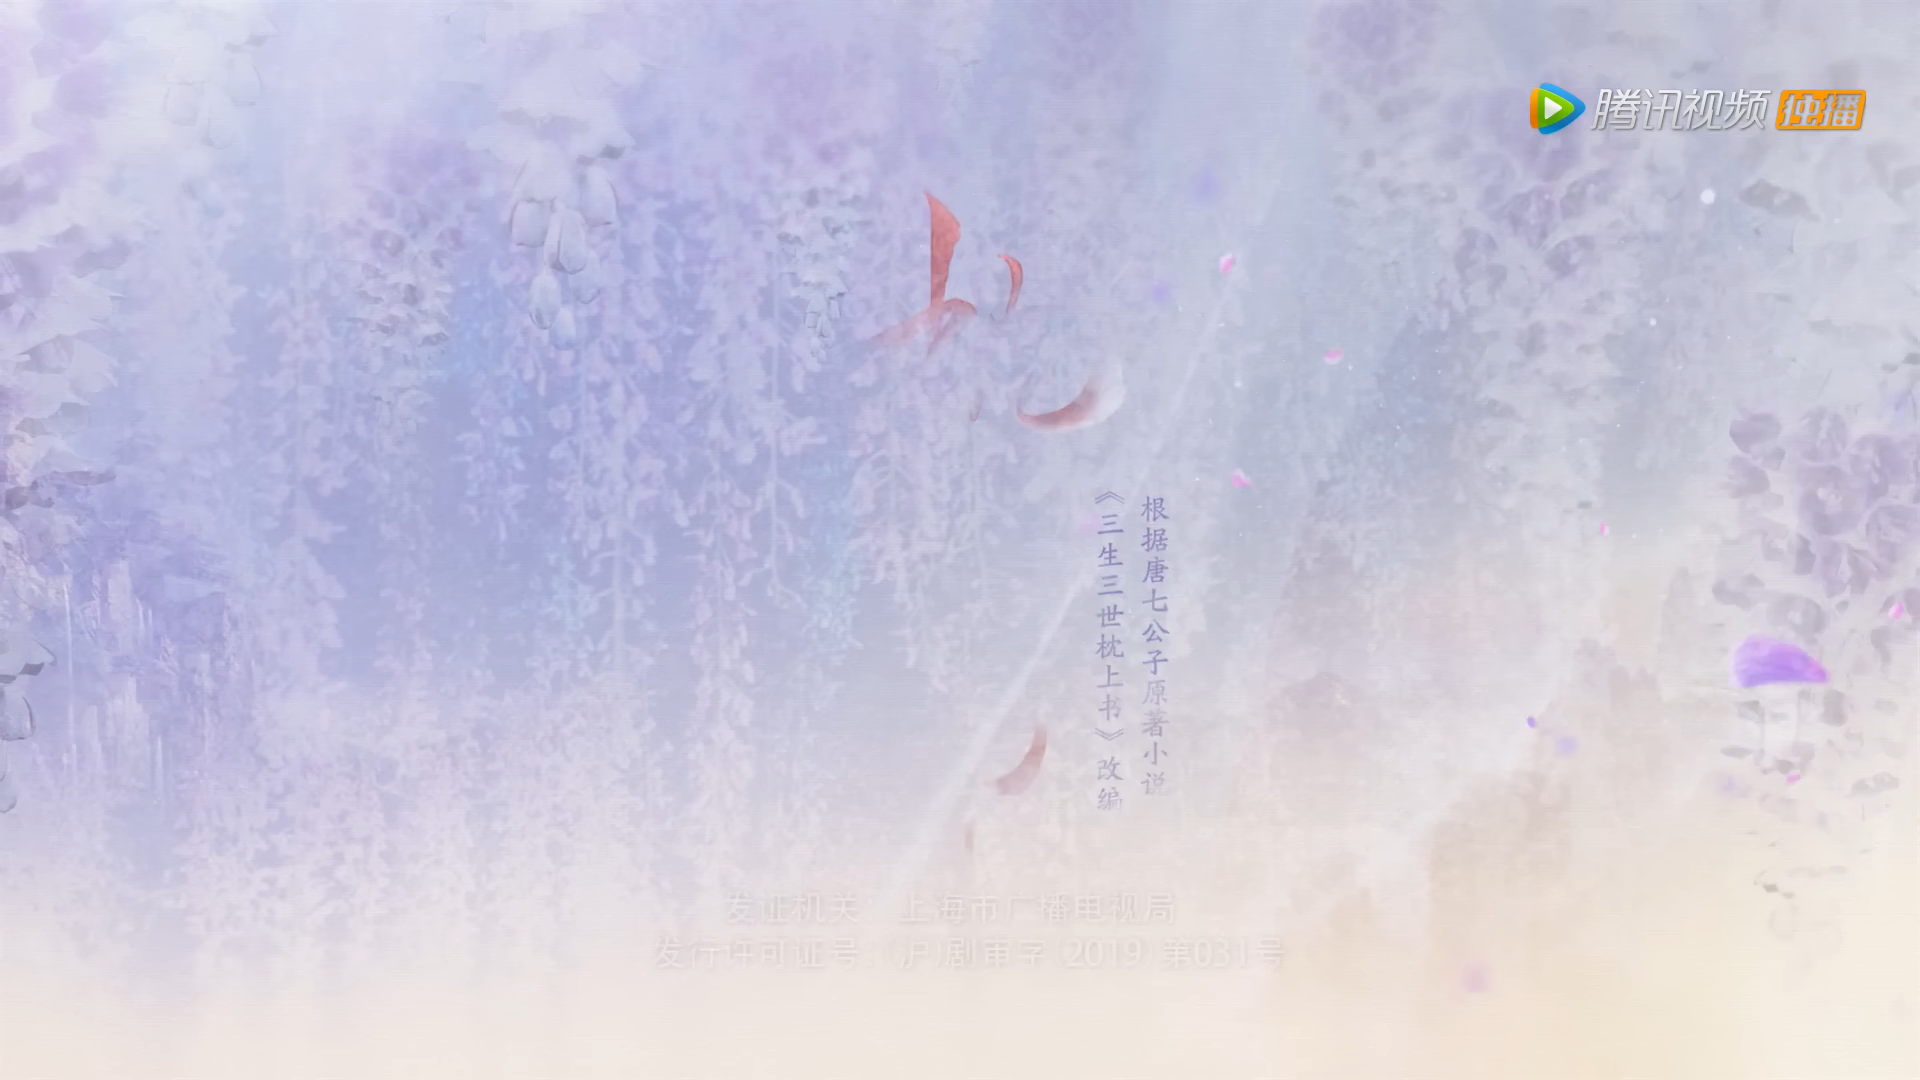 腾讯视频 独播
根据唐七公子原著小说
《三生三世枕上书》改编
发证机关：上海市广播电视局
发行许可证号：（沪）剧审字（2019）第031号